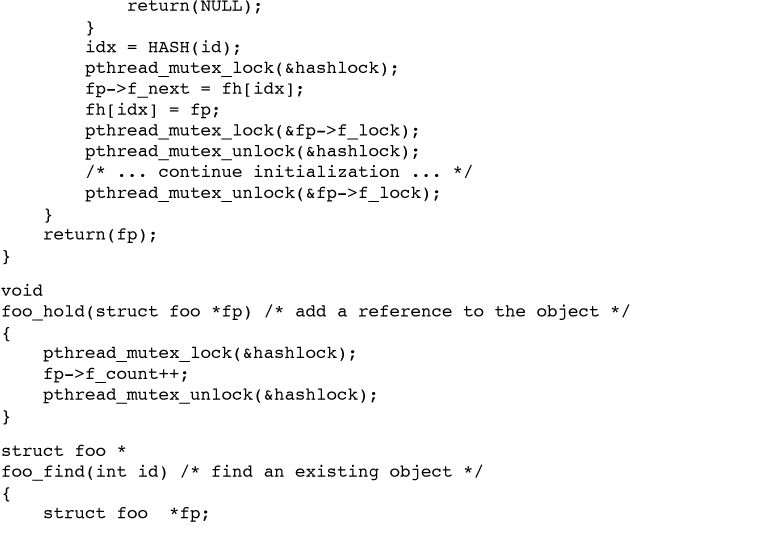 return(NULL);
        }
        idx = HASH(id);
        pthread_mutex_lock(&hashlock);
        fp->f_next = fh[idx];
        fh[idx] = fp;
        pthread_mutex_lock(&fp->f_lock);
        pthread_mutex_unlock(&hashlock);
        /* ... continue initialization ... */
        pthread_mutex_unlock(&fp->f_lock);
    }
    return(fp);
}
void
foo_hold(struct foo *fp) /* add a reference to the object */
{
    pthread_mutex_lock(&hashlock);
    fp->f_count++;
    pthread_mutex_unlock(&hashlock);
}
struct foo *
foo_find(int id) /* find an existing object */
{
    struct foo  *fp;